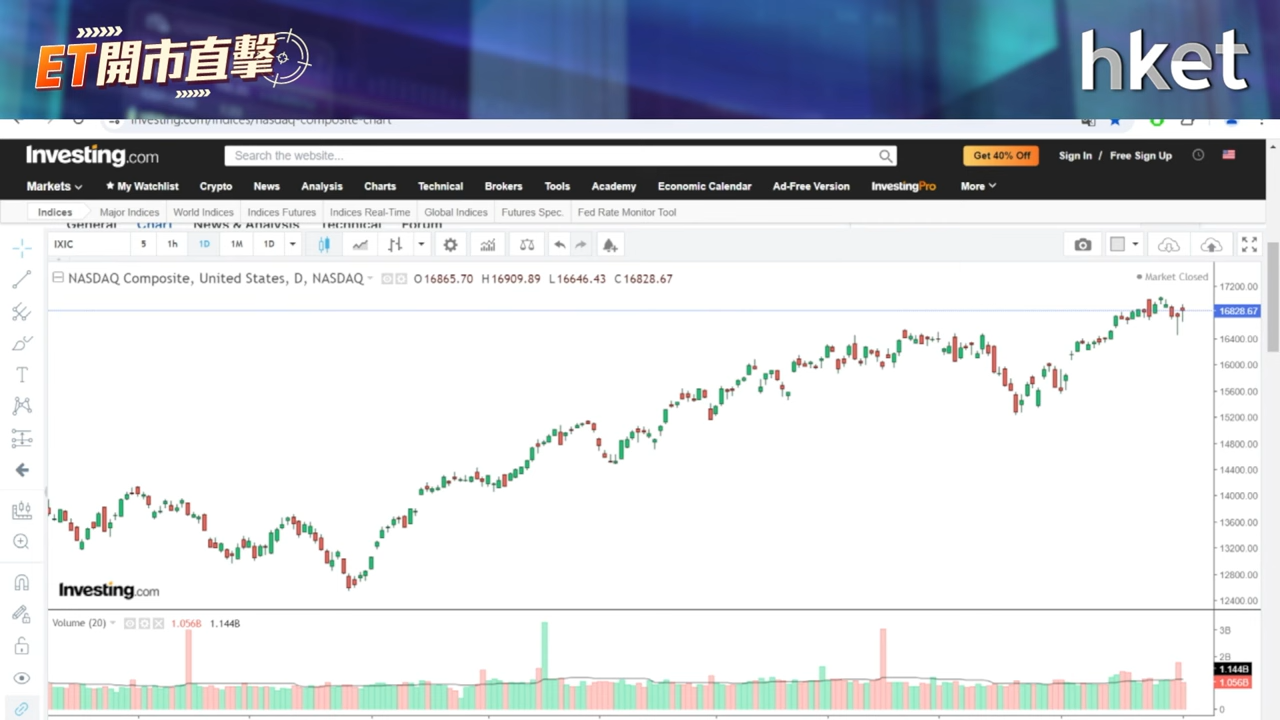 ET開市直擊
hket
investing.com/indices/nasdaq-composite-chart
Investing.com
Search the website...
Get 40% Off
Sign In / Free Sign Up
Markets
My Watchlist
Crypto
News
Analysis
Charts
Technical
Brokers
Tools
Academy
Economic Calendar
Ad-Free Version
InvestingPro
More
Indices
Major Indices
World Indices
Indices Futures
Indices Real-Time
Global Indices
Futures Spec.
Fed Rate Monitor Tool
General
Chart
News & Analysis
Technical
Forum
IXIC
5
1h
1D
1M
1D
NASDAQ Composite, United States, D, NASDAQ
O16865.70 H16909.89 L16646.43 C16828.67
Market Closed
17200.00
16828.67
16400.00
16000.00
15600.00
15200.00
14800.00
14400.00
14000.00
13600.00
13200.00
12800.00
12400.00
Investing.com
Volume (20)
1.056B 1.144B
3B
2B
1.144B
1.056B
0